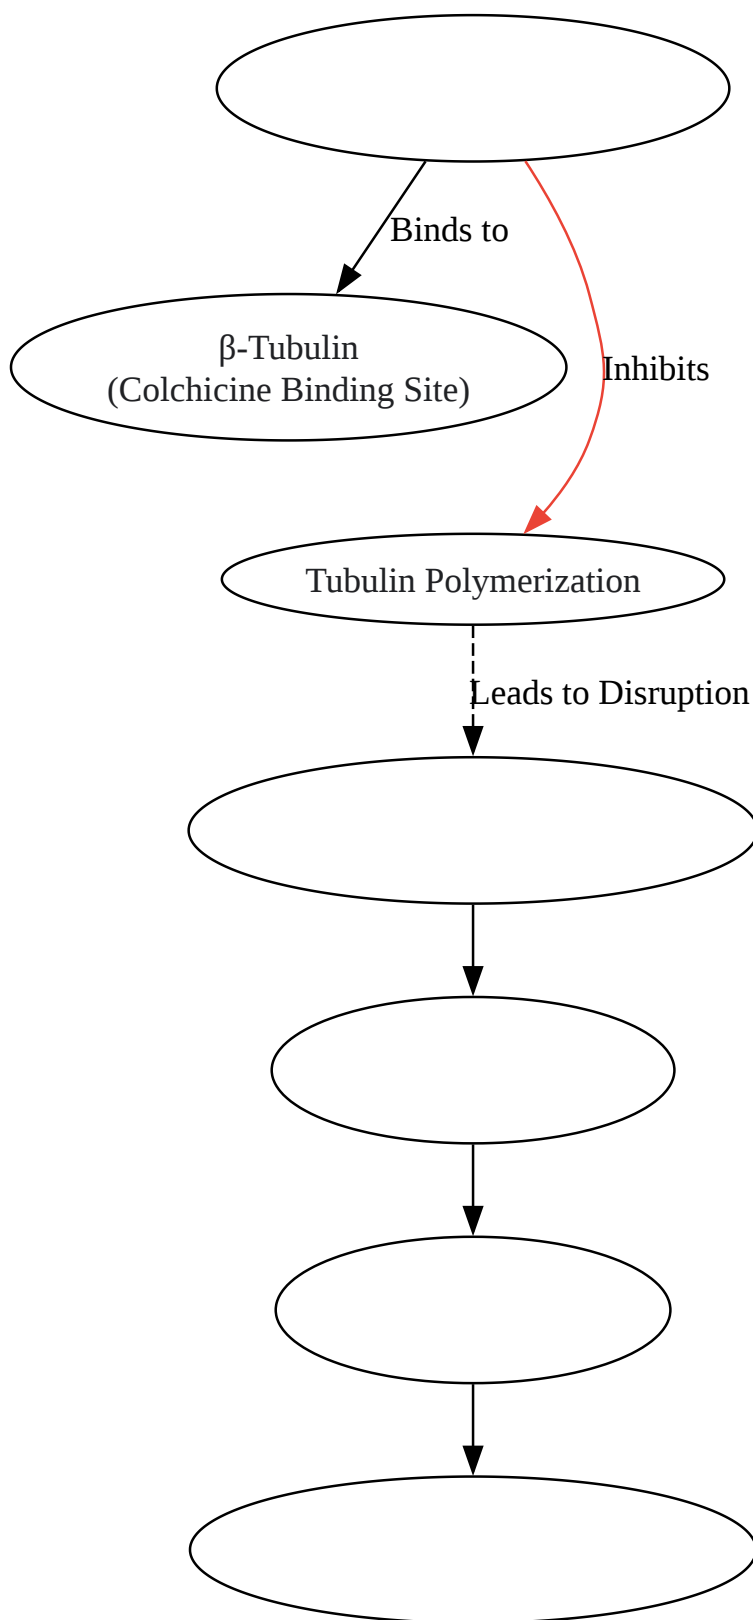 Binds to
β-Tubulin
(Colchicine Binding Site)
Inhibits
Tubulin Polymerization
Leads to Disruption